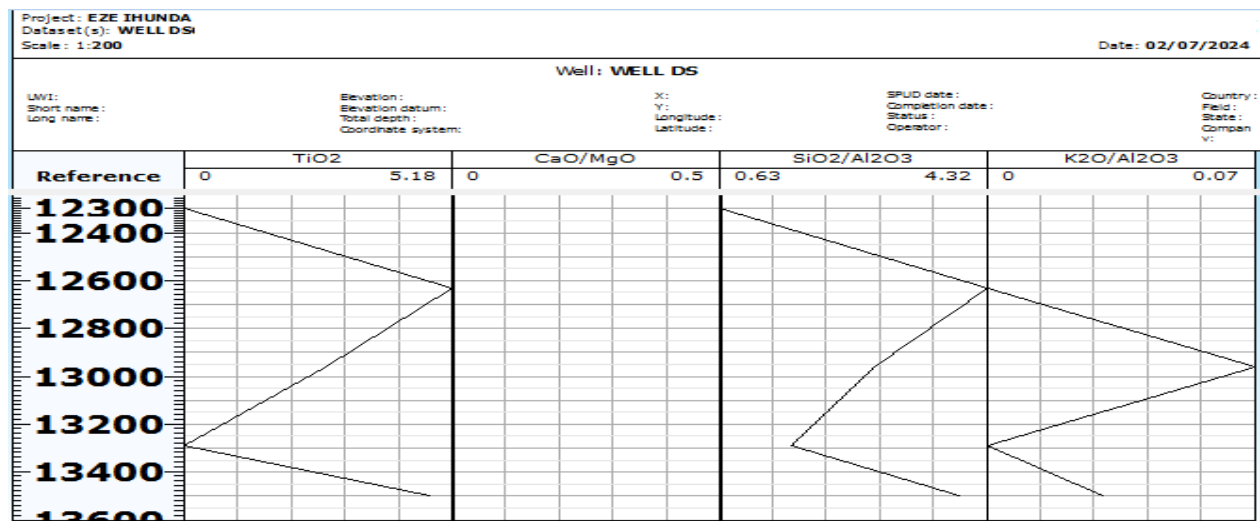 Project: EZE IHUNDA
Dataset(s): WELL DS
Scale: 1:200
Date: 02/07/2024
Well: WELL DS
UWI: Elevation: X: SPUD date: Country:
Short name: Elevation datum: Y: Completion date: Field:
Long name: Total depth: Longitude: Status: State:
Coordinate system: Latitude: Operator: Compan
y:
TiO2 CaO/MgO SiO2/Al2O3 K2O/Al2O3
Reference 0 5.18 0 0.5 0.63 4.32 0 0.07
12300
12400
12600
12800
13000
13200
13400
13600